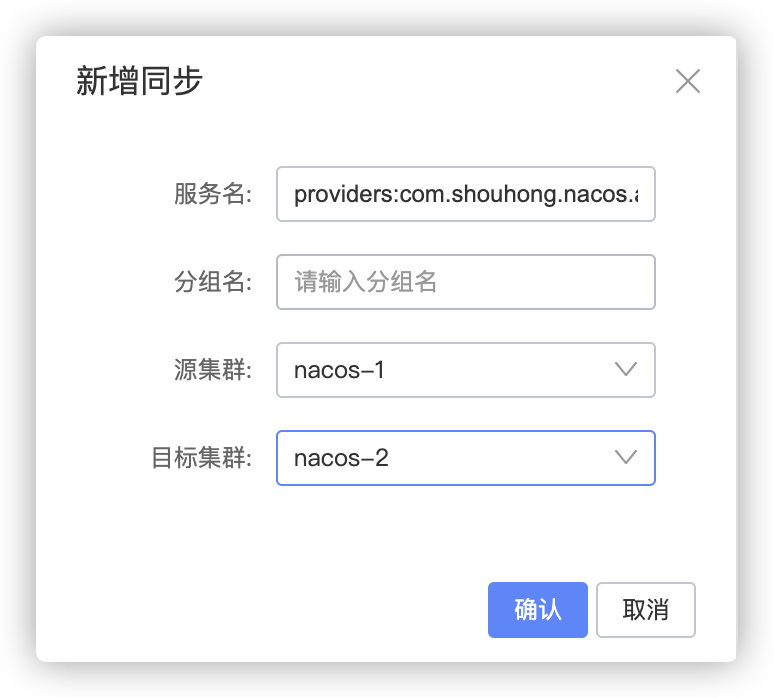 新增同步
服务名: providers:com.shouhong.nacos.a
分组名: 请输入分组名
源集群: nacos-1
目标集群: nacos-2
确认 取消